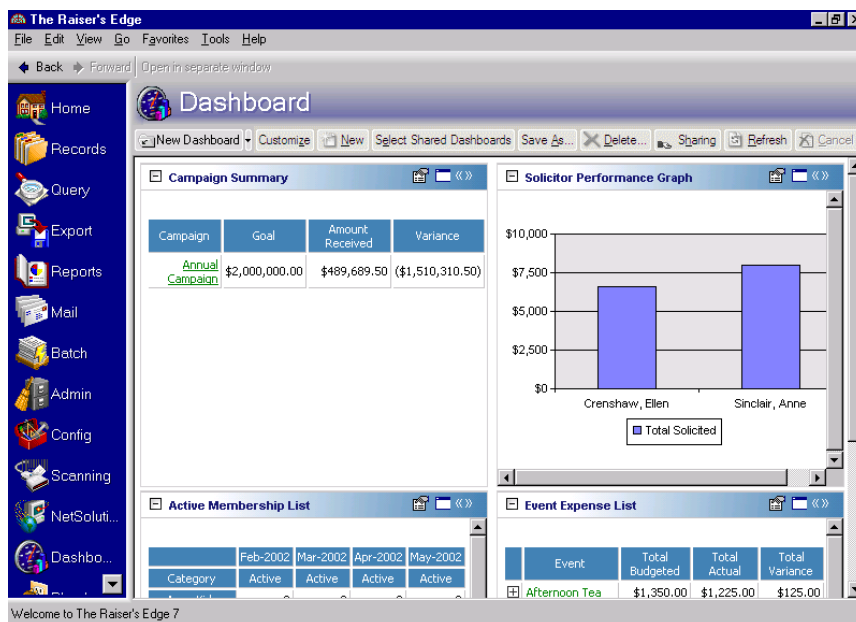 The Raiser's Edge
File Edit View Go Favorites Tools Help
Back Forward Open in separate window
Home
Records
Query
Export
Reports
Mail
Batch
Admin
Config
Scanning
NetSoluti...
Dashbo...
Dashboard
New Dashboard Customize New Select Shared Dashboards Save As... Delete... Sharing Refresh Cancel
Campaign Summary
Campaign Goal Amount Received Variance
Annual Campaign $2,000,000.00 $489,689.50 ($1,510,310.50)
Solicitor Performance Graph
$10,000
$7,500
$5,000
$2,500
$0
Crenshaw, Ellen Sinclair, Anne
Total Solicited
Active Membership List
Feb-2002 Mar-2002 Apr-2002 May-2002
Category Active Active Active Active
Event Expense List
Event Total Budgeted Total Actual Total Variance
Afternoon Tea $1,350.00 $1,225.00 $125.00
Welcome to The Raiser's Edge 7